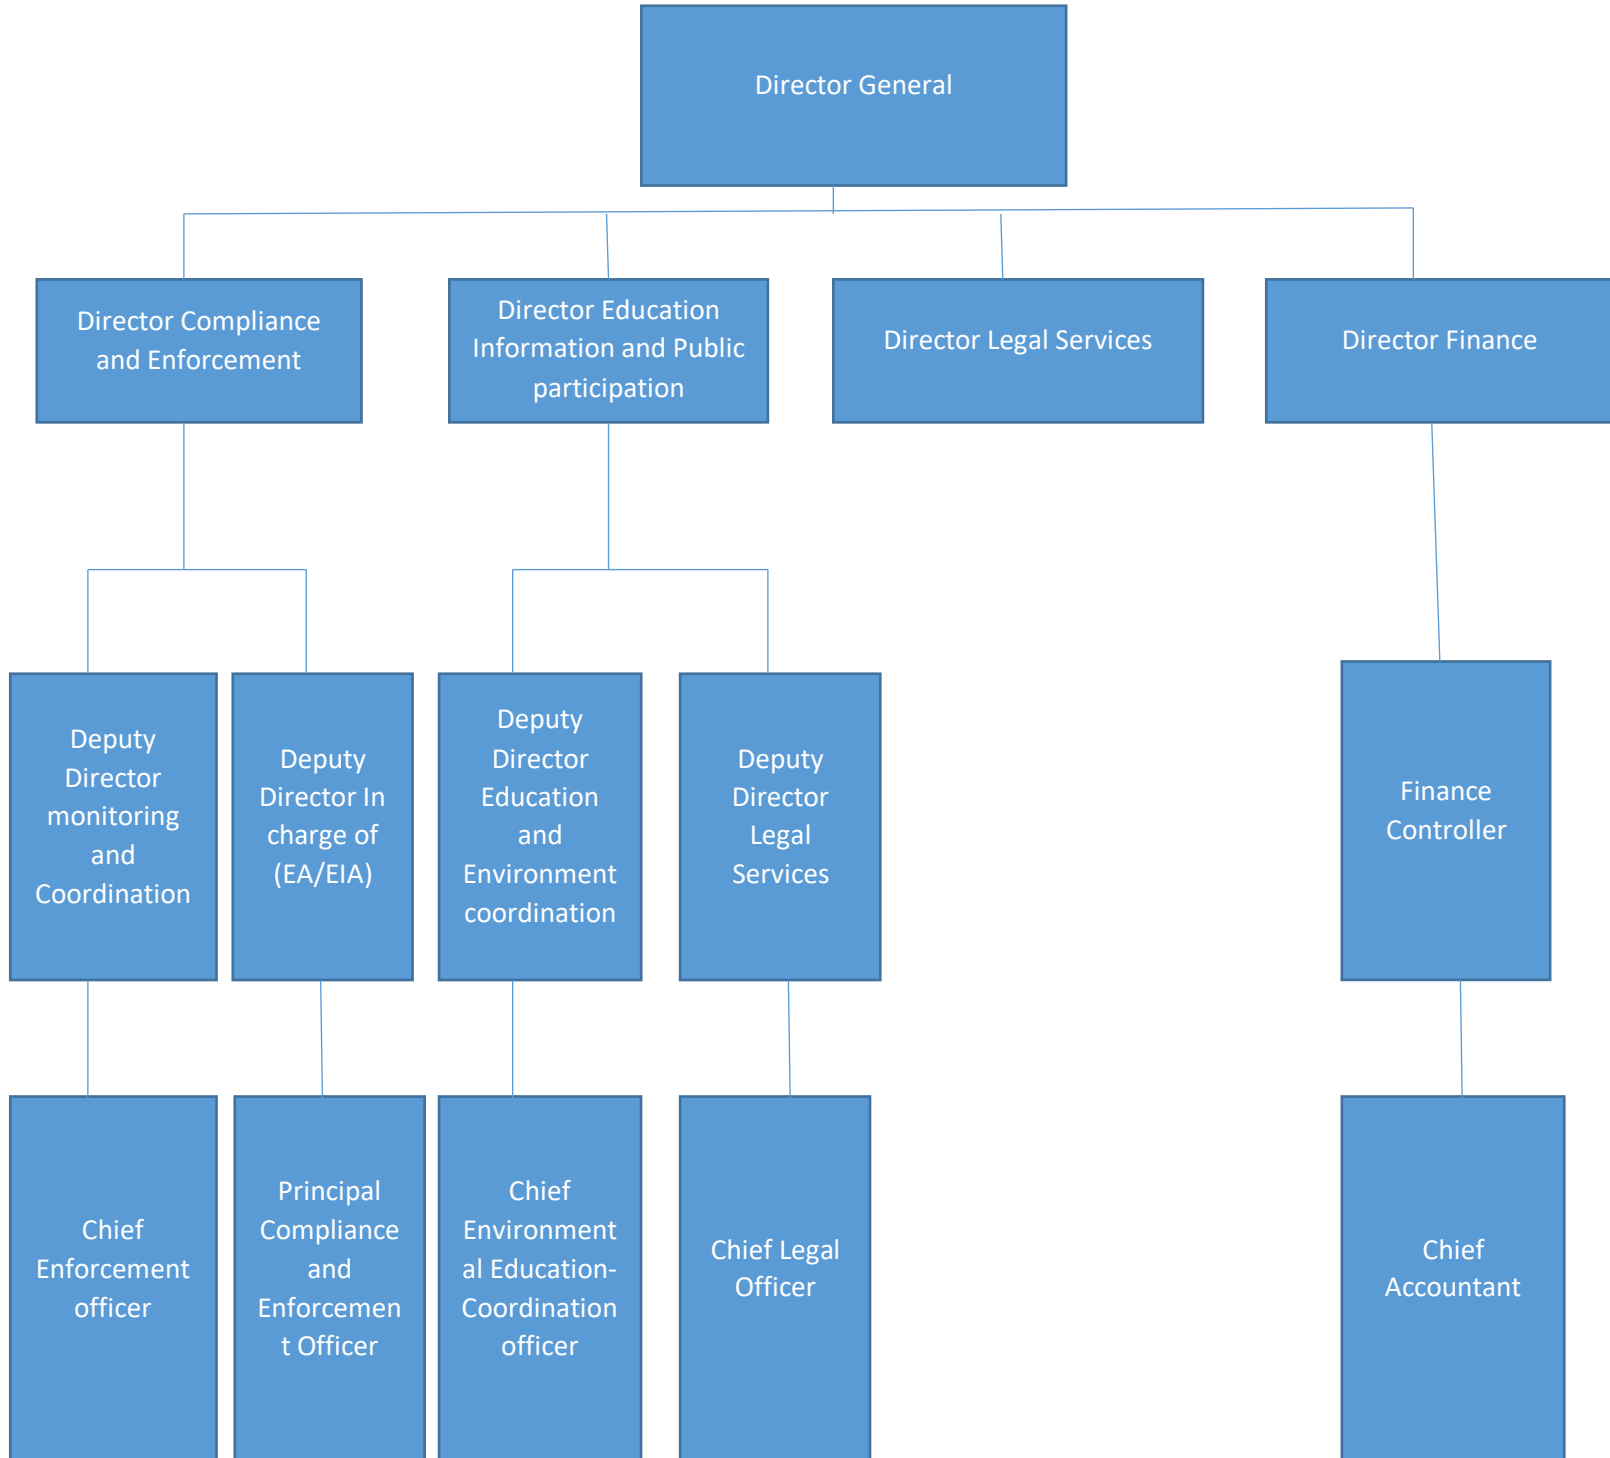 Director General
Director Compliance
and Enforcement
Director Education
Information and Public
participation
Director Legal Services
Director Finance
Deputy
Director
monitoring
and
Coordination
Deputy
Director In
charge of
(EA/EIA)
Deputy
Director
Education
and
Environment
coordination
Deputy
Director
Legal
Services
Finance
Controller
Chief
Enforcement
officer
Principal
Compliance
and
Enforcemen
t Officer
Chief
Environment
al Education-
Coordination
officer
Chief Legal
Officer
Chief
Accountant